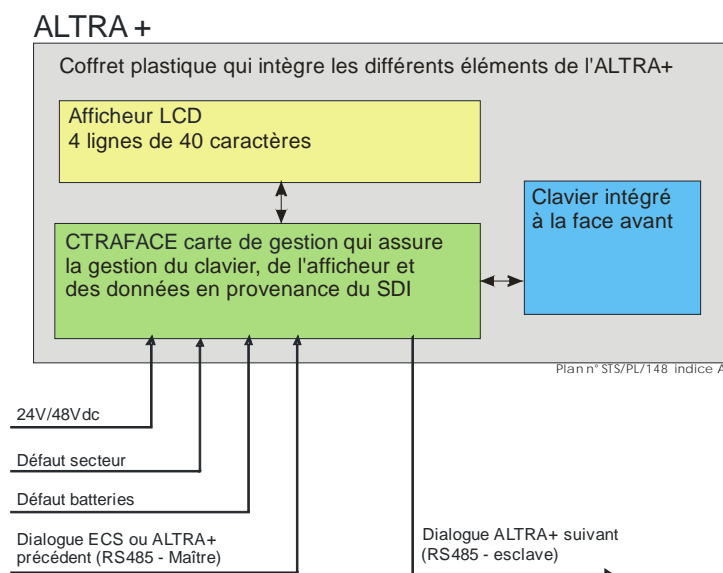 ALTRA +
Coffret plastique qui intègre les différents éléments de l'ALTRA+
Afficheur LCD
4 lignes de 40 caractères
Clavier intégré
à la face avant
CTRAFACE carte de gestion qui assure
la gestion du clavier, de l'afficheur et
des données en provenance du SDI
Plan n° STS/PL/148 indice A
24V/48Vdc
Défaut secteur
Défaut batteries
Dialogue ECS ou ALTRA+
précédent (RS485 - Maître)
Dialogue ALTRA+ suivant
(RS485 - esclave)